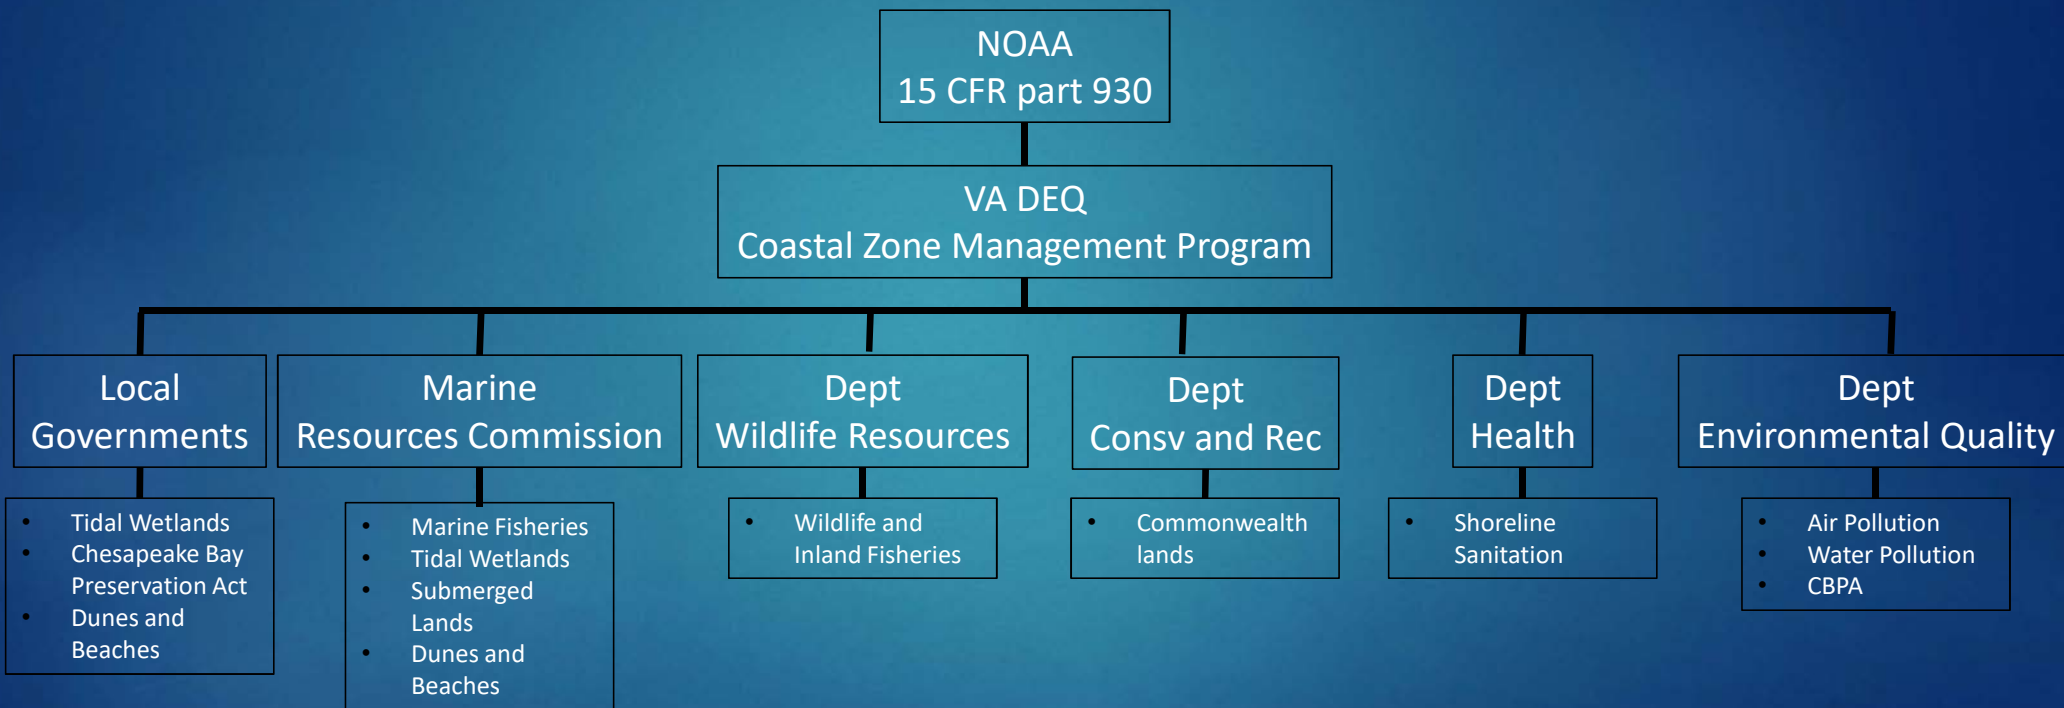 NOAA
15 CFR part 930
VA DEQ
Coastal Zone Management Program
Local
Governments
Marine
Resources Commission
Dept
Wildlife Resources
Dept
Consv and Rec
Dept
Health
Dept
Environmental Quality
• Tidal Wetlands
• Chesapeake Bay
Preservation Act
• Dunes and
Beaches
• Marine Fisheries
• Tidal Wetlands
• Submerged
Lands
• Dunes and
Beaches
• Wildlife and
Inland Fisheries
• Commonwealth
lands
• Shoreline
Sanitation
• Air Pollution
• Water Pollution
• CBPA